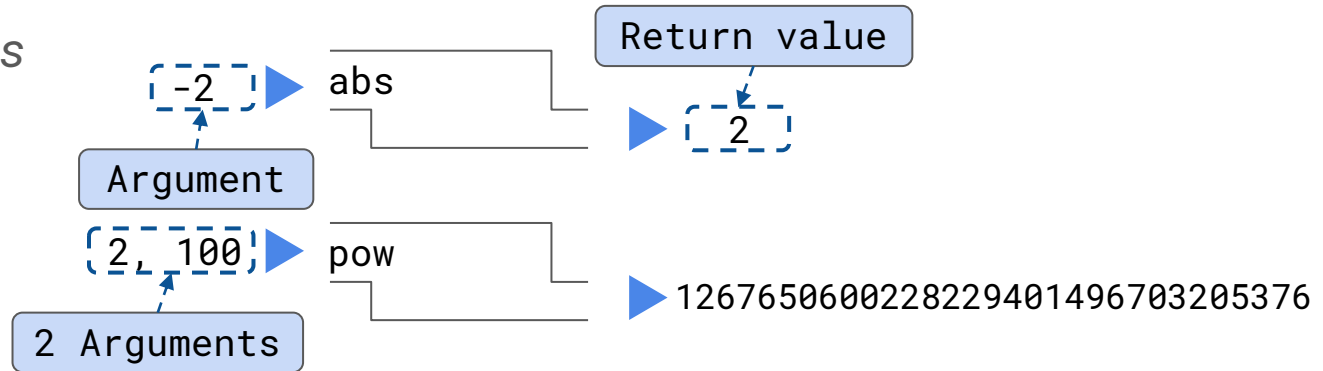 s
Return value
-2
abs
2
Argument
2, 100
pow
1267650600228229401496703205376
2 Arguments